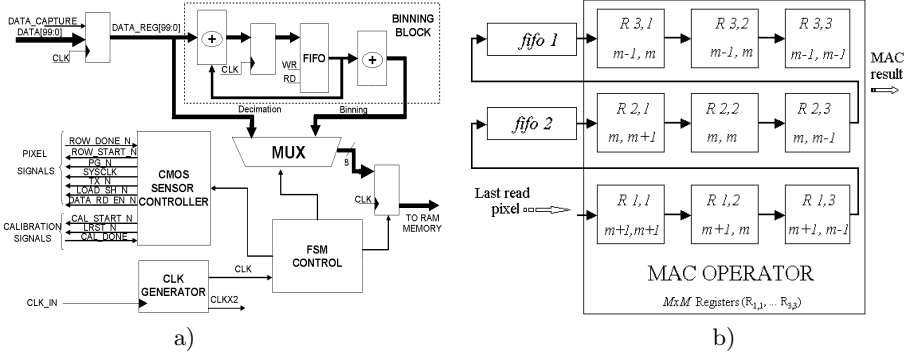 DATA_CAPTURE
DATA[99:0]
CLK
DATA_REG[99:0]
BINNING
BLOCK
+
CLK
FIFO
WR
RD
+
Decimation
Binning
MUX
8
CLK
TO RAM
MEMORY
PIXEL
SIGNALS
ROW_DONE_N
ROW_START_N
PG_N
SYSCLK
TX_N
LOAD_SH_N
DATA_RD_EN_N
CALIBRATION
SIGNALS
CAL_START_N
LRST_N
CAL_DONE
CMOS
SENSOR
CONTROLLER
FSM
CONTROL
CLK
CLK
GENERATOR
CLK_IN
CLKX2
a)
fifo 1
R 3,1
m-1, m
R 3,2
m-1, m
R 3,3
m-1, m-1
MAC
result
fifo 2
R 2,1
m, m+1
R 2,2
m, m
R 2,3
m, m-1
Last read
pixel
R 1,1
m+1,m+1
R 1,2
m+1, m
R 1,3
m+1, m-1
MAC OPERATOR
MxM Registers (R1,1, ... R3,3)
b)